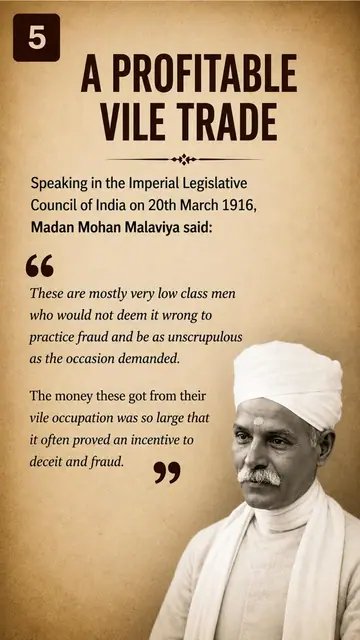 5
A PROFITABLE
VILE TRADE
Speaking in the Imperial Legislative
Council of India on 20th March 1916,
Madan Mohan Malaviya said:
“
These are mostly very low class men
who would not deem it wrong to
practice fraud and be as unscrupulous
as the occasion demanded.
The money these got from their
vile occupation was so large that
it often proved an incentive to
deceit and fraud.
”